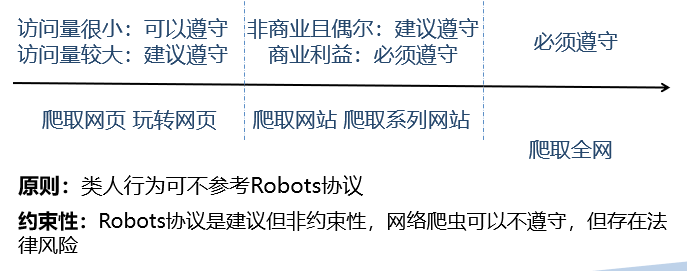 访问量很小：可以遵守
访问量较大：建议遵守
非商业且偶尔：建议遵守
商业利益：必须遵守
必须遵守
爬取网页 玩转网页
爬取网站 爬取系列网站
爬取全网
原则：类人行为可不参考Robots协议
约束性：Robots协议是建议但非约束性，网络爬虫可以不遵守，但存在法
律风险